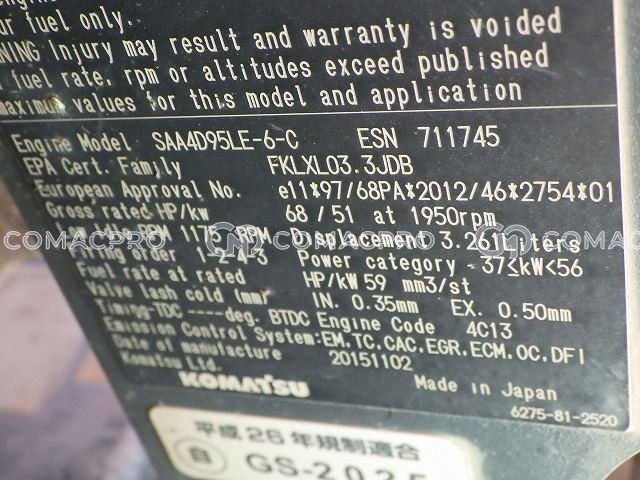 ur fuel only.
NING Injury may result and warranty is voided
fuel rate, rpm or altitudes exceed published
maximum values for this model and application
Engine Model SAA4D95LE-6-C ESN 711745
EPA Cert. Family FKLXL03.3JDB
European Approval No. e11*97/68PA*2012/46*2754*01
Gross rated HP/kw 68/51 at 1950rpm
RPM 1175 RPM Displacement 3.26liters
Firing order 1-2-4-3 Power category 37≤kW<56
Fuel rate at rated HP/kW 59 mm3/st
Valve lash cold (mm) IN. 0.35mm EX. 0.50mm
Timing-TDC ----deg. BTDC Engine Code 4C13
Emission Control System:EM.TC.CAC.EGR.ECM.OC.DFI
Date of manufacture 20151102
Komatsu Ltd.
KOMATSU Made in Japan
6275-81-2520
平成26年規制適合
自 GS-2025
COMACPRO COMACPRO COMACPRO